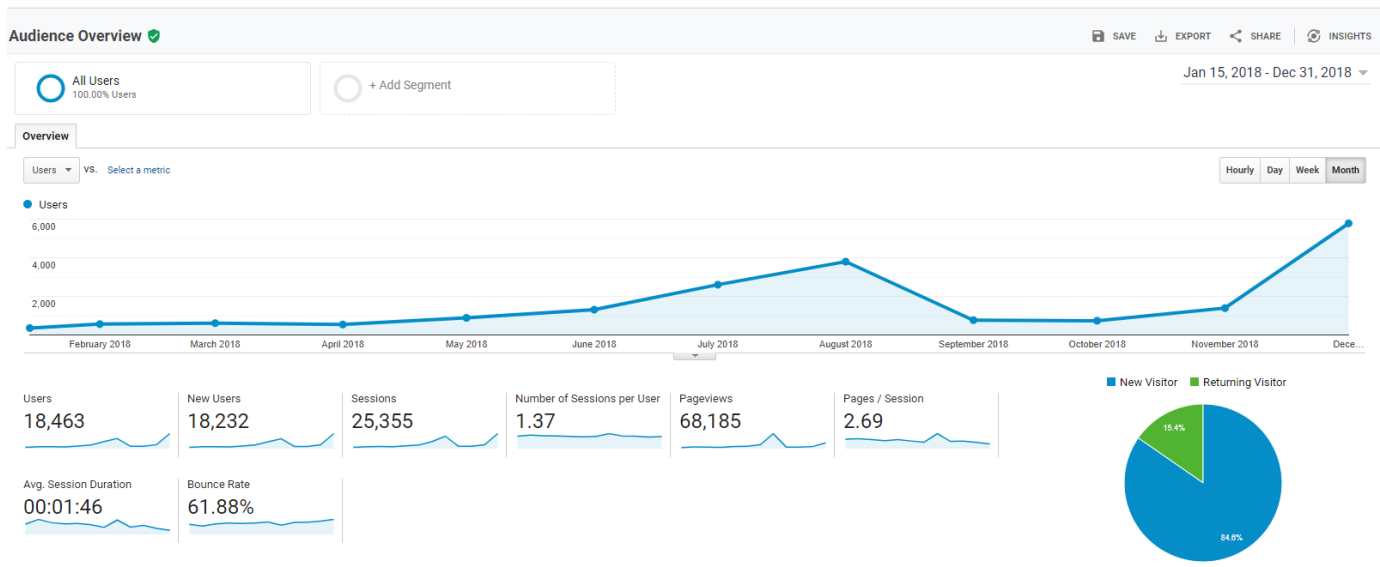 Audience Overview
SAVE EXPORT SHARE INSIGHTS
All Users
100.00% Users
+ Add Segment
Jan 15, 2018 - Dec 31, 2018
Overview
Users VS. Select a metric
Hourly Day Week Month
Users
6,000
4,000
2,000
February 2018 March 2018 April 2018 May 2018 June 2018 July 2018 August 2018 September 2018 October 2018 November 2018 Dece...
New Visitor Returning Visitor
Users New Users Sessions Number of Sessions per User Pageviews Pages / Session
18,463 18,232 25,355 1.37 68,185 2.69
Avg. Session Duration Bounce Rate
00:01:46 61.88%
15.4%
84.6%